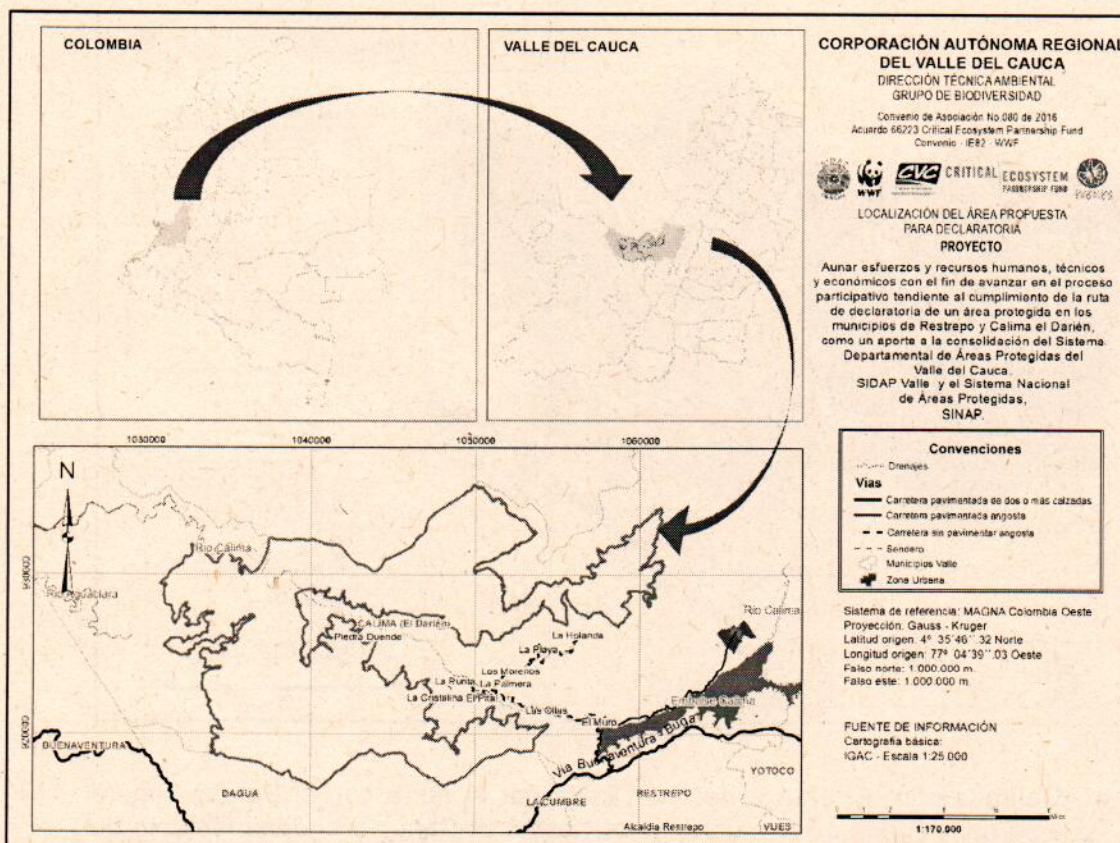 COLOMBIA
VALLE DEL CAUCA
CORPORACIÓN AUTÓNOMA REGIONAL
DEL VALLE DEL CAUCA
DIRECCIÓN TÉCNICA AMBIENTAL
GRUPO DE BIODIVERSIDAD
Convenio de Asociación No.080 de 2016
Acuerdo 66223 Critical Ecosystem Partnership Fund
Convenio - IE82 - WWF
WWF
CVC
CRITICAL ECOSYSTEM
PARTNERSHIP FUND
LOCALIZACIÓN DEL ÁREA PROPUESTA
PARA DECLARATORIA
PROYECTO
Aunar esfuerzos y recursos humanos, técnicos
y económicos con el fin de avanzar en el proceso
participativo tendiente al cumplimiento de la ruta
de declaratoria de un área protegida en los
municipios de Restrepo y Calima el Darién,
como un aporte a la consolidación del Sistema
Departamental de Áreas Protegidas del
Valle del Cauca.
SIDAP Valle y el Sistema Nacional
de Áreas Protegidas,
SINAP.
Convenciones
Drenajes
Vías
Carretera pavimentada de dos o más calzadas
Carretera pavimentada angosta
Carretera sin pavimentar angosta
Sendero
Municipios Valle
Zona Urbana
Sistema de referencia: MAGNA Colombia Oeste
Proyección: Gauss - Kruger
Latitud origen: 4° 35'46''.32 Norte
Longitud origen: 77° 04'39''.03 Oeste
Falso norte: 1.000.000 m.
Falso este: 1.000.000 m.
FUENTE DE INFORMACIÓN
Cartografía básica:
IGAC - Escala 1:25.000
1:170.000
1030000
1040000
1050000
1060000
N
930000
920000
Río Calima
Río Aguaclara
CALIMA (El Darién)
Piedra Duende
La Holanda
La Playa
Los Morenos
La Runta
La Palmera
La Cristalina El Pital
Las Ollas
El Muro
Río Calima
Embalse Calima
Vía Buenaventura - Buga
BUENAVENTURA
DAGUA
LA CUMBRE
RESTREPO
YOTOCO
Alcaldía Restrepo
VIJES